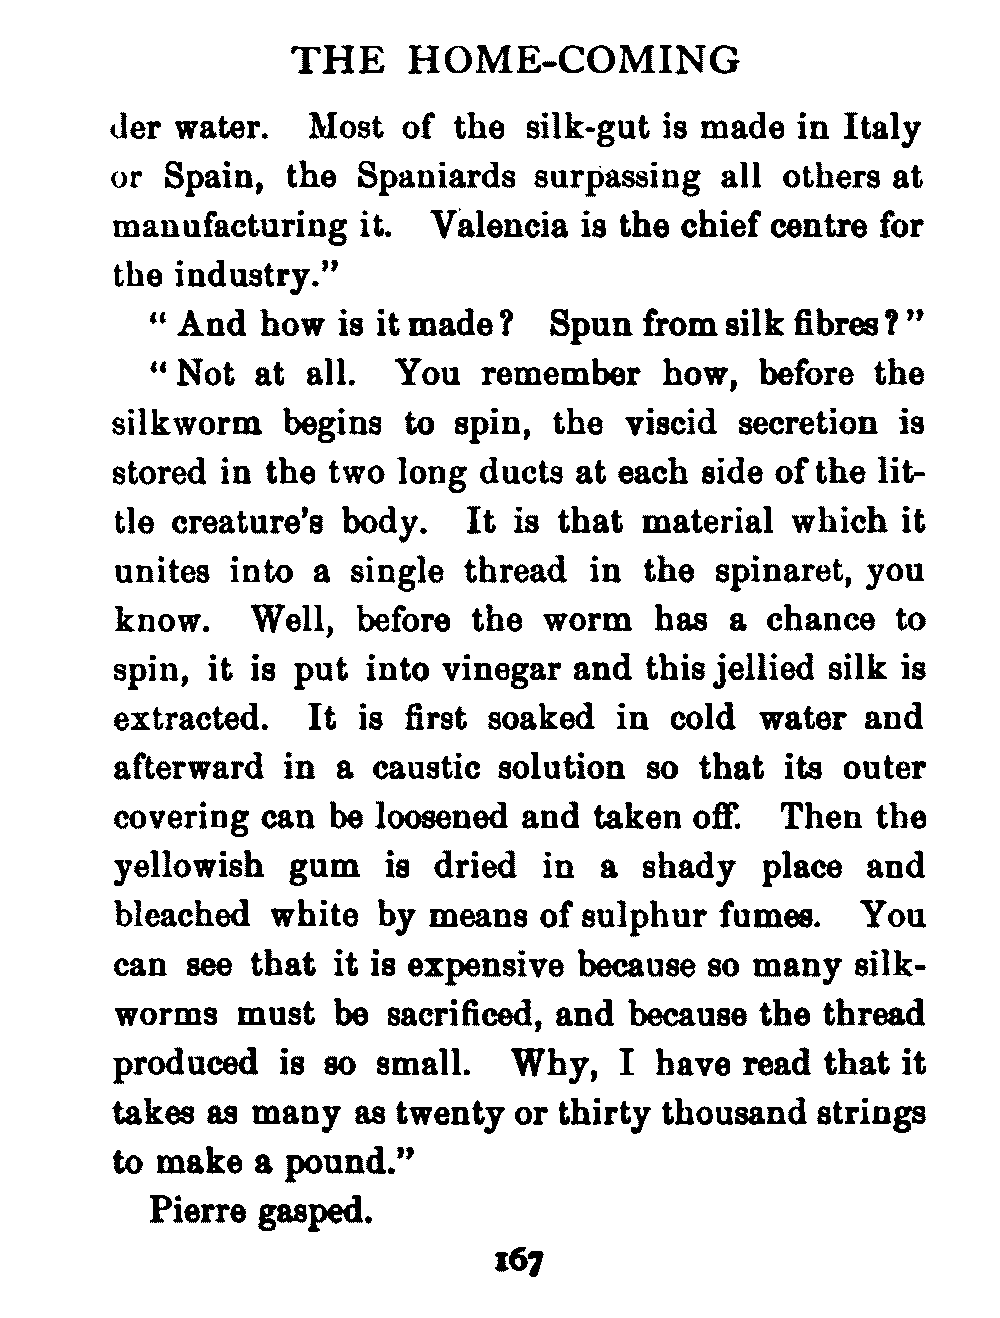 THE HOME-COMING
der water. Most of the silk-gut is made in Italy
or Spain, the Spaniards surpassing all others at
manufacturing it. Valencia is the chief centre for
the industry."
"And how is it made? Spun from silk fibres?"
"Not at all. You remember how, before the
silkworm begins to spin, the viscid secretion is
stored in the two long ducts at each side of the lit-
tle creature's body. It is that material which it
unites into a single thread in the spinaret, you
know. Well, before the worm has a chance to
spin, it is put into vinegar and this jellied silk is
extracted. It is first soaked in cold water and
afterward in a caustic solution so that its outer
covering can be loosened and taken off. Then the
yellowish gum is dried in a shady place and
bleached white by means of sulphur fumes. You
can see that it is expensive because so many silk-
worms must be sacrificed, and because the thread
produced is so small. Why, I have read that it
takes as many as twenty or thirty thousand strings
to make a pound."
Pierre gasped.
167